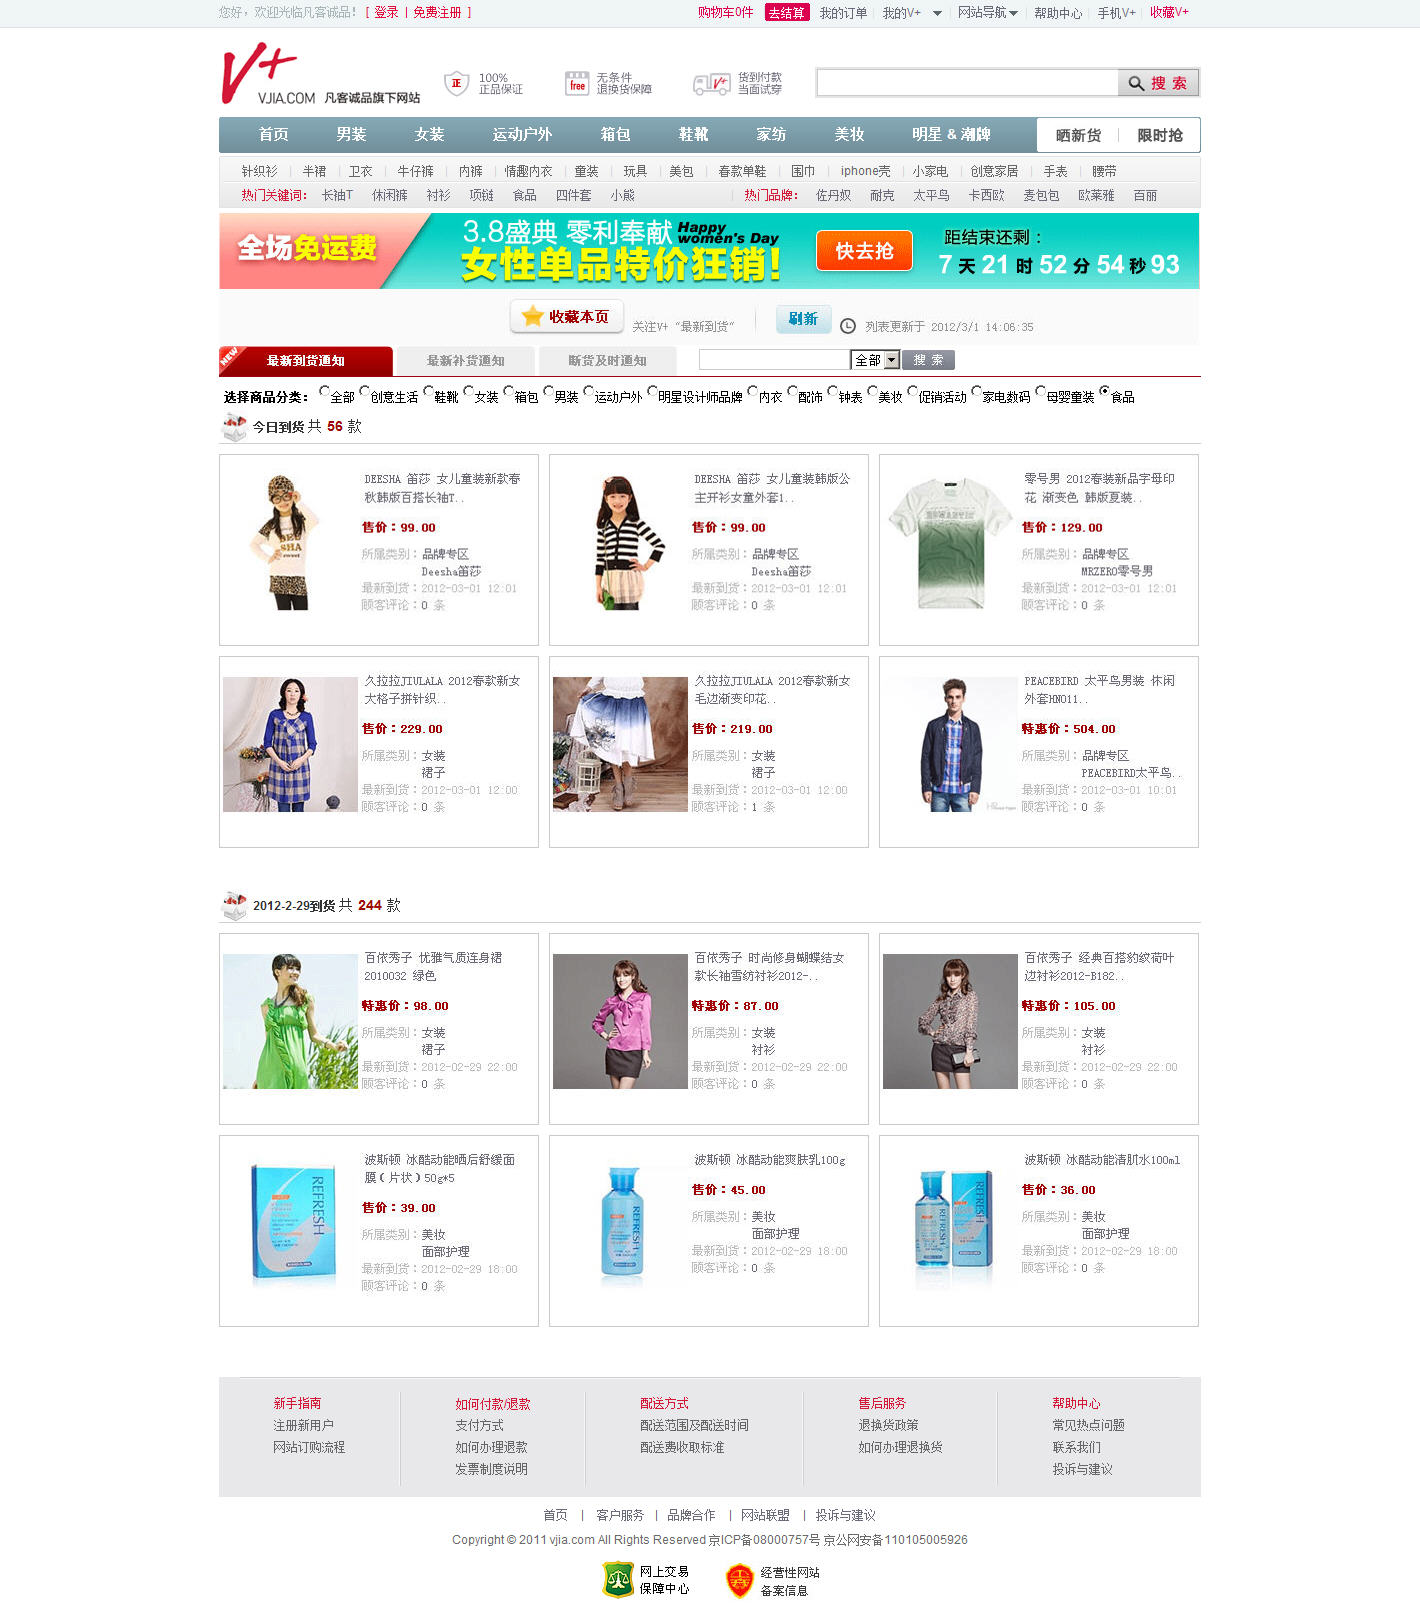 您好，欢迎光临凡客诚品！ [ 登录 | 免费注册 ]
购物车0件 去结算 我的订单 我的V+ 网站导航 帮助中心 手机V+ 收藏V+
V+
VJIA.COM 凡客诚品旗下网站
正 100%
正品保证
free 无条件
退换货保障
V+ 货到付款
当面试穿
搜 索
首页 男装 女装 运动户外 箱包 鞋靴 家纺 美妆 明星 & 潮牌 晒新货 限时抢
针织衫 半裙 卫衣 牛仔裤 内裤 情趣内衣 童装 玩具 美包 春款单鞋 围巾 iphone壳 小家电 创意家居 手表 腰带
热门关键词： 长袖T 休闲裤 衬衫 项链 食品 四件套 小熊 热门品牌： 佐丹奴 耐克 太平鸟 卡西欧 麦包包 欧莱雅 百丽
全场免运费
3.8盛典 零利奉献 Happy women's Day
女性单品特价狂销！
快去抢
距结束还剩：
7 天 21 时 52 分 54 秒 93
收藏本页 关注V+ “最新到货” 刷新 列表更新于 2012/3/1 14:06:35
NEW 最新到货通知 最新补货通知 断货及时通知 全部 搜 索
选择商品分类： 全部 创意生活 鞋靴 女装 箱包 男装 运动户外 明星设计师品牌 内衣 配饰 钟表 美妆 促销活动 家电数码 母婴童装 食品
今日到货 共 56 款
DEESHA 笛莎 女儿童装新款春
秋韩版百搭长袖T..
售价：99.00
所属类别：品牌专区
Deesha笛莎
最新到货：2012-03-01 12:01
顾客评论：0 条
DEESHA 笛莎 女儿童装韩版公
主开衫女童外套1..
售价：99.00
所属类别：品牌专区
Deesha笛莎
最新到货：2012-03-01 12:01
顾客评论：0 条
零号男 2012春装新品字母印
花 渐变色 韩版夏装..
售价：129.00
所属类别：品牌专区
MRZERO零号男
最新到货：2012-03-01 12:01
顾客评论：0 条
久拉拉JIULALA 2012春款新女
大格子拼针织..
售价：229.00
所属类别：女装
裙子
最新到货：2012-03-01 12:00
顾客评论：0 条
久拉拉JIULALA 2012春款新女
毛边渐变印花..
售价：219.00
所属类别：女装
裙子
最新到货：2012-03-01 12:00
顾客评论：1 条
PEACEBIRD 太平鸟男装 休闲
外套HN011..
特惠价：504.00
所属类别：品牌专区
PEACEBIRD太平鸟..
最新到货：2012-03-01 10:01
顾客评论：0 条
2012-2-29到货 共 244 款
百依秀子 优雅气质连身裙
2010032 绿色
特惠价：98.00
所属类别：女装
裙子
最新到货：2012-02-29 22:00
顾客评论：0 条
百依秀子 时尚修身蝴蝶结女
款长袖雪纺衬衫2012-..
特惠价：87.00
所属类别：女装
衬衫
最新到货：2012-02-29 22:00
顾客评论：0 条
百依秀子 经典百搭豹纹荷叶
边衬衫2012-B182..
特惠价：105.00
所属类别：女装
衬衫
最新到货：2012-02-29 22:00
顾客评论：0 条
REFRESH
波斯顿 冰酷动能晒后舒缓面
膜（片状）50g*5
售价：39.00
所属类别：美妆
面部护理
最新到货：2012-02-29 18:00
顾客评论：0 条
REFRESH
波斯顿 冰酷动能爽肤乳100g
售价：45.00
所属类别：美妆
面部护理
最新到货：2012-02-29 18:00
顾客评论：0 条
REFRESH
REFRESH
波斯顿 冰酷动能清肌水100ml
售价：36.00
所属类别：美妆
面部护理
最新到货：2012-02-29 18:00
顾客评论：0 条
新手指南
注册新用户
网站订购流程
如何付款/退款
支付方式
如何办理退款
发票制度说明
配送方式
配送范围及配送时间
配送费收取标准
售后服务
退换货政策
如何办理退换货
帮助中心
常见热点问题
联系我们
投诉与建议
首页 | 客户服务 | 品牌合作 | 网站联盟 | 投诉与建议
Copyright © 2011 vjia.com All Rights Reserved 京ICP备08000757号 京公网安备110105005926
网上交易
保障中心
经营性网站
备案信息